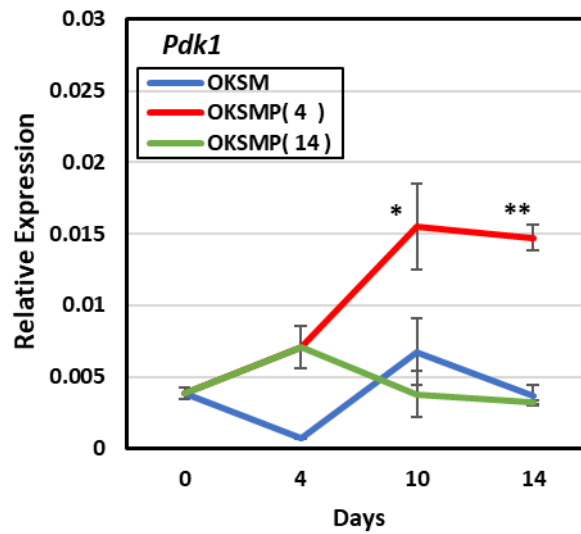 0.03
Pdk1
OKSM
OKSMP( 4 )
OKSMP( 14 )
0.025
0.02
0.015
0.01
0.005
0
* **
Relative Expression
0 4 10 14
Days